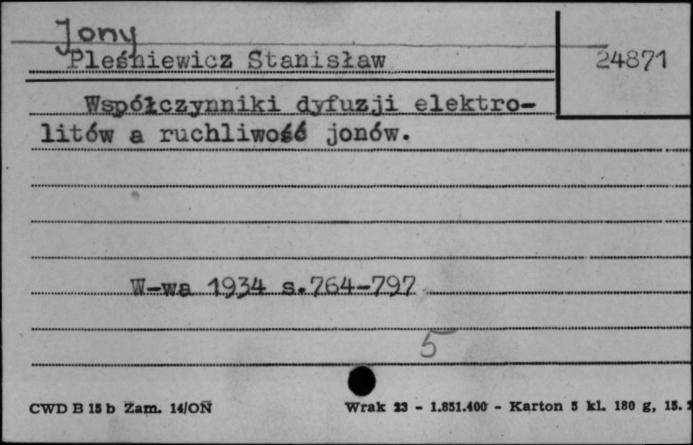 Jony
Pleśniewicz Stanisław
24871
Współczynniki dyfuzji elektro-
litów a ruchliwość jonów.
W-wa 1934 s.764-797
5
CWD B 15 b Zam. 14/ON Wrak 23 - 1.851.400 - Karton 5 kl. 180 g, 15.